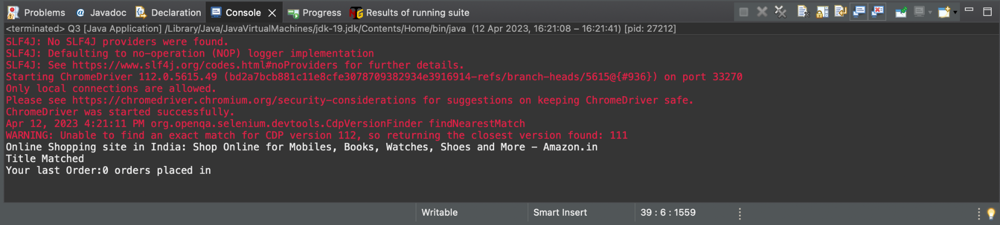 Problems @ Javadoc Declaration Console Progress Results of running suite
<terminated> Q3 [Java Application] /Library/Java/JavaVirtualMachines/jdk-19.jdk/Contents/Home/bin/java (12 Apr 2023, 16:21:08 – 16:21:41) [pid: 27212]
SLF4J: No SLF4J providers were found.
SLF4J: Defaulting to no-operation (NOP) logger implementation
SLF4J: See https://www.slf4j.org/codes.html#noProviders for further details.
Starting ChromeDriver 112.0.5615.49 (bd2a7bcb881c11e8cfe3078709382934e3916914-refs/branch-heads/5615@{#936}) on port 33270
Only local connections are allowed.
Please see https://chromedriver.chromium.org/security-considerations for suggestions on keeping ChromeDriver safe.
ChromeDriver was started successfully.
Apr 12, 2023 4:21:11 PM org.openqa.selenium.devtools.CdpVersionFinder findNearestMatch
WARNING: Unable to find an exact match for CDP version 112, so returning the closest version found: 111
Online Shopping site in India: Shop Online for Mobiles, Books, Watches, Shoes and More – Amazon.in
Title Matched
Your last Order:0 orders placed in
Writable Smart Insert 39 : 6 : 1559